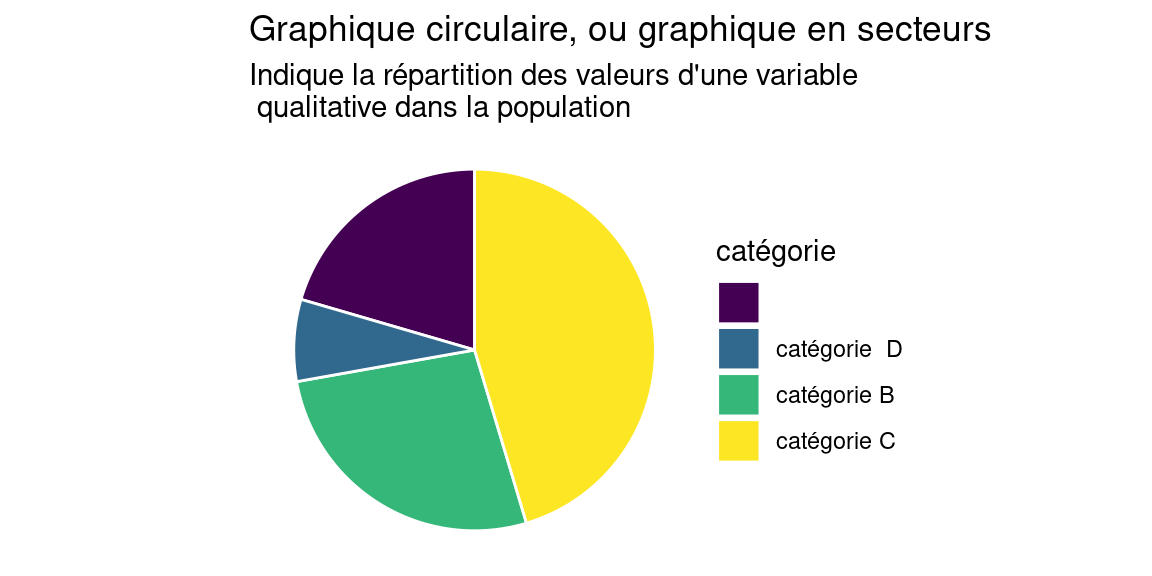 Graphique circulaire, ou graphique en secteurs
Indique la répartition des valeurs d'une variable
qualitative dans la population
catégorie
catégorie  D
catégorie B
catégorie C